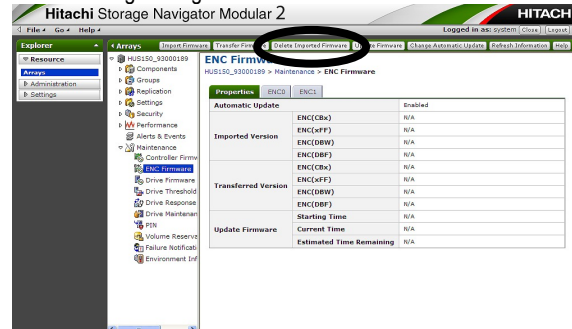 Hitachi Storage Navigator Modular 2
HITACH
File Go Help
Logged in as: system Close Logout
Explorer
Arrays
Import Firmware Transfer Firmware Delete Imported Firmware Update Firmware Change Automatic Update Refresh Information Help
Resource
Arrays
Administration
Settings
HUS150_93000189
Components
Groups
Replication
Settings
Security
Performance
Alerts & Events
Maintenance
Controller Firmw
ENC Firmware
Drive Firmware
Drive Threshold
Drive Response
Drive Maintenan
PIN
Volume Reserva
Failure Notificati
Environment Inf
ENC Firmw
HUS150_93000189 > Maintenance > ENC Firmware
Properties ENC0 ENC1
Automatic Update Enabled
Imported Version
ENC(CBx) N/A
ENC(xFF) N/A
ENC(DBW) N/A
ENC(DBF) N/A
Transferred Version
ENC(CBx) N/A
ENC(xFF) N/A
ENC(DBW) N/A
ENC(DBF) N/A
Update Firmware
Starting Time N/A
Current Time N/A
Estimated Time Remaining N/A